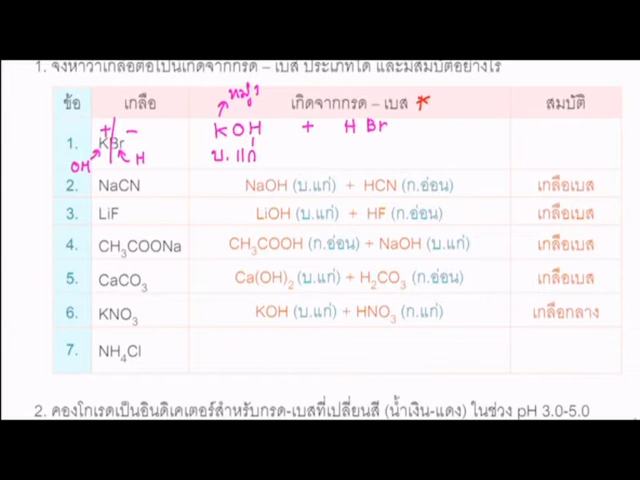 1. จงหาว่าเกลือต่อไปนี้เกิดจากกรด – เบส ประเภทใด และมีสมบัติอย่างไร
ข้อ เกลือ เกิดจากกรด – เบส * สมบัติ
หมู่ 1
+ -
1. KBr KOH + HBr
OH H บ.แก่
2. NaCN NaOH (บ.แก่) + HCN (ก.อ่อน) เกลือเบส
3. LiF LiOH (บ.แก่) + HF (ก.อ่อน) เกลือเบส
4. CH₃COONa CH₃COOH (ก.อ่อน) + NaOH (บ.แก่) เกลือเบส
5. CaCO₃ Ca(OH)₂ (บ.แก่) + H₂CO₃ (ก.อ่อน) เกลือเบส
6. KNO₃ KOH (บ.แก่) + HNO₃ (ก.แก่) เกลือกลาง
7. NH₄Cl
2. คองโกเรดเป็นอินดิเคเตอร์สำหรับกรด-เบสที่เปลี่ยนสี (น้ำเงิน-แดง) ในช่วง pH 3.0-5.0